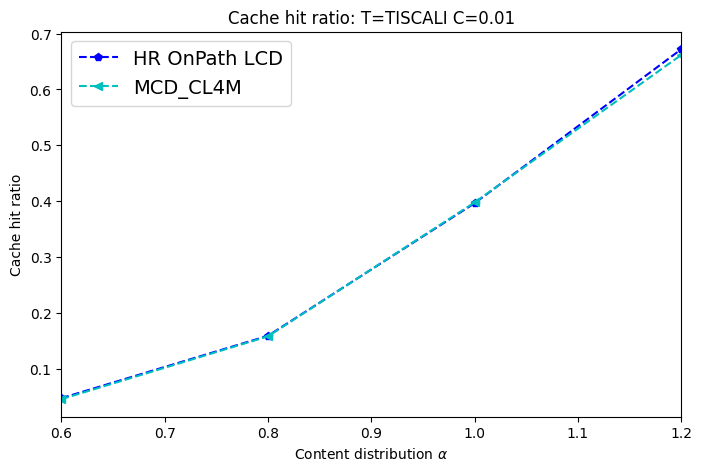 Cache hit ratio: T=TISCALI C=0.01
HR OnPath LCD
MCD_CL4M
Cache hit ratio
0.7
0.6
0.5
0.4
0.3
0.2
0.1
0.6 0.7 0.8 0.9 1.0 1.1 1.2
Content distribution α